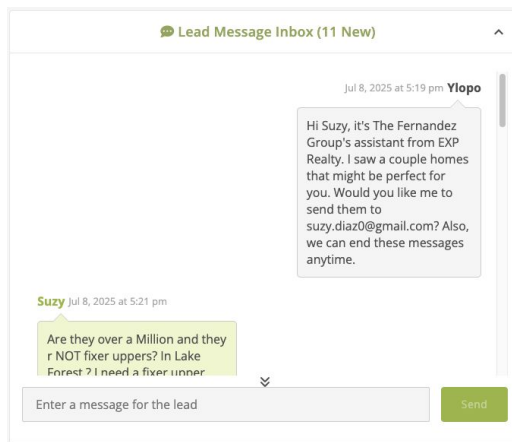 Lead Message Inbox (11 New)
Jul 8, 2025 at 5:19 pm Ylopo
Hi Suzy, it's The Fernandez
Group's assistant from EXP
Realty. I saw a couple homes
that might be perfect for
you. Would you like me to
send them to
suzy.diaz0@gmail.com? Also,
we can end these messages
anytime.
Suzy Jul 8, 2025 at 5:21 pm
Are they over a Million and they
r NOT fixer uppers? In Lake
Forest ? I need a fixer upper
Enter a message for the lead
Send